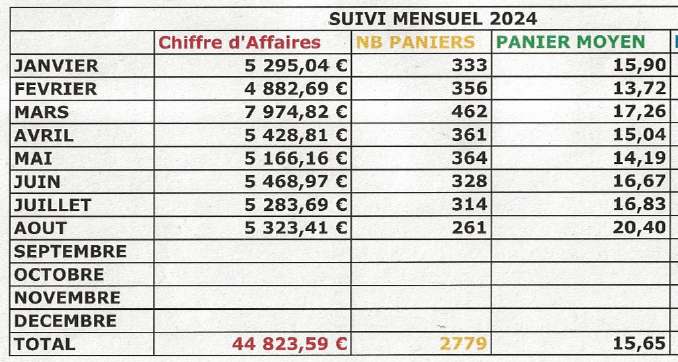 SUIVI MENSUEL 2024
Chiffre d'Affaires NB PANIERS PANIER MOYEN
JANVIER 5 295,04 € 333 15,90
FEVRIER 4 882,69 € 356 13,72
MARS 7 974,82 € 462 17,26
AVRIL 5 428,81 € 361 15,04
MAI 5 166,16 € 364 14,19
JUIN 5 468,97 € 328 16,67
JUILLET 5 283,69 € 314 16,83
AOUT 5 323,41 € 261 20,40
SEPTEMBRE
OCTOBRE
NOVEMBRE
DECEMBRE
TOTAL 44 823,59 € 2779 15,65